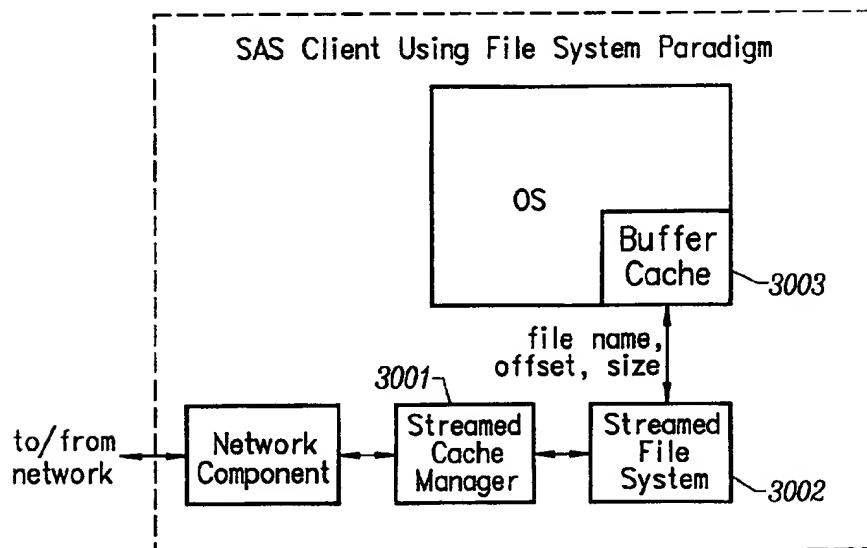 SAS Client Using File System Paradigm
OS
Buffer
Cache
3003
file name,
offset, size
3001
to/from
network
Network
Component
Streamed
Cache
Manager
Streamed
File
System
3002